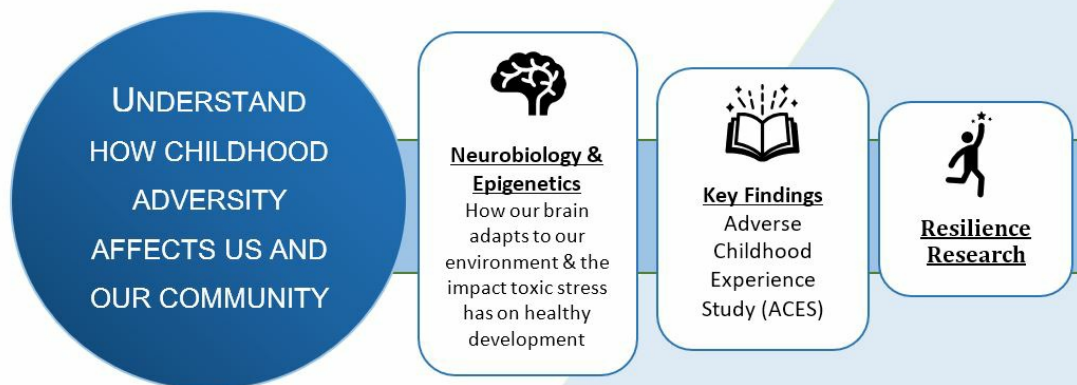 UNDERSTAND
HOW CHILDHOOD
ADVERSITY
AFFECTS US AND
OUR COMMUNITY
Neurobiology &
Epigenetics
How our brain
adapts to our
environment & the
impact toxic stress
has on healthy
development
Key Findings
Adverse
Childhood
Experience
Study (ACES)
Resilience
Research